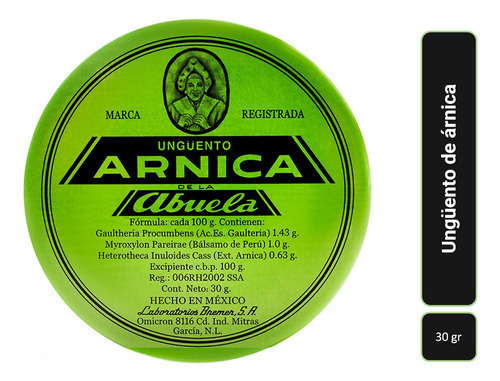 MARCA
REGISTRADA
UNGÜENTO
ARNICA
DE LA
Abuela
Fórmula: cada 100 g. Contienen:
Gaultheria Procumbens (Ac.Es. Gaulteria) 1.43 g.
Myroxylon Pareirae (Bálsamo de Perú) 1.0 g.
Heterotheca Inuloides Cass (Ext. Arnica) 0.63 g.
Excipiente c.b.p. 100 g.
Reg.: 006RH2002 SSA
Cont. Neto: 30 g.
HECHO EN MÉXICO
Laboratorios Bremer, S.A.
Omicron 8116 Cd. Ind. Mitras
García, N.L.
Ungüento de árnica
30 gr